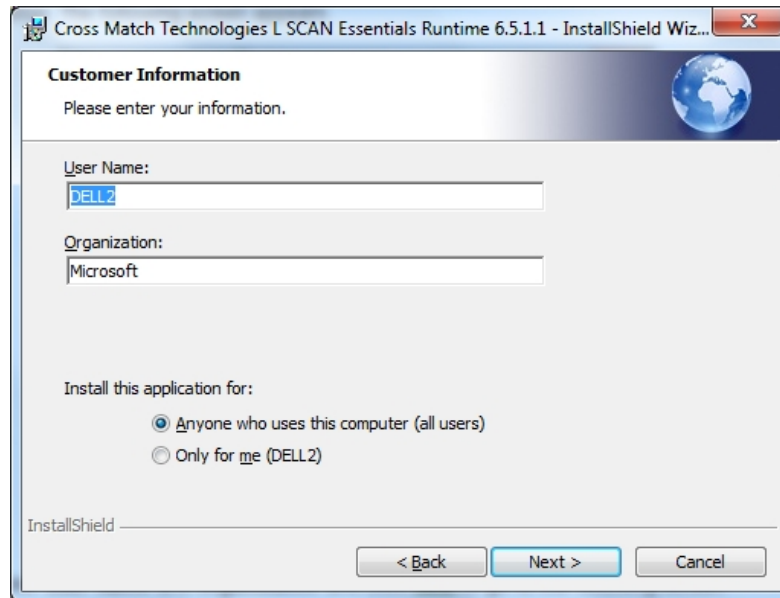 Cross Match Technologies L SCAN Essentials Runtime 6.5.1.1 - InstallShield Wiz...
Customer Information
Please enter your information.
User Name:
DELL2
Organization:
Microsoft
Install this application for:
Anyone who uses this computer (all users)
Only for me (DELL2)
InstallShield
< Back
Next >
Cancel